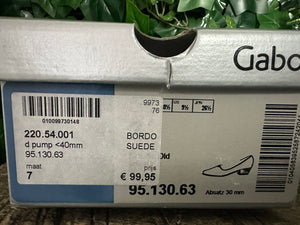 Gabo
010099730148
9973
76
220.54.001 BORDO
d pump <40mm SUEDE
95.130.63
maat prijs
7 € 99,95
95.130.63
Absatz 30 mm